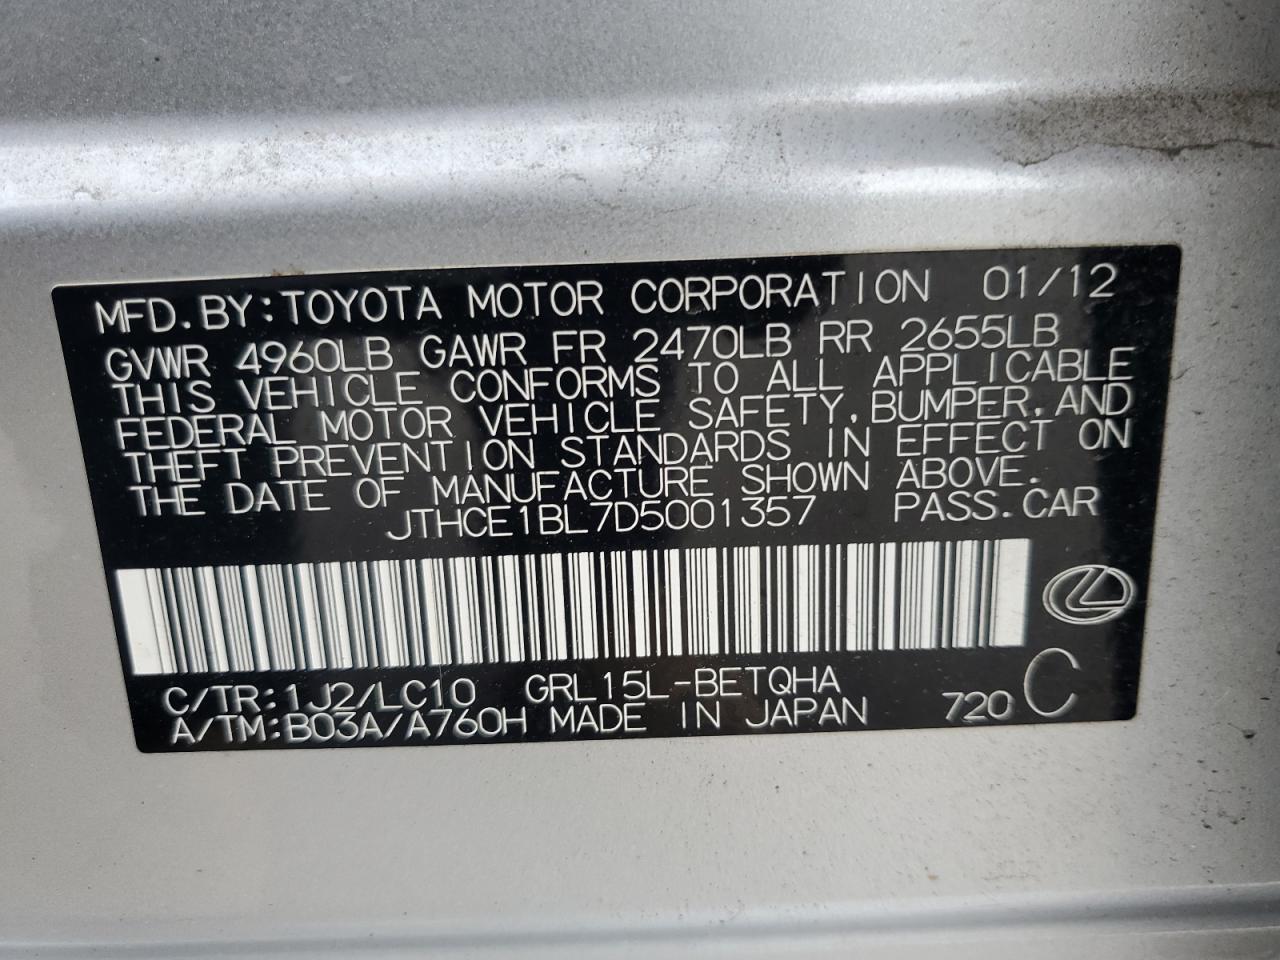 MFD.BY:TOYOTA MOTOR CORPORATION 01/12
GVWR 4960LB GAWR FR 2470LB RR 2655LB
THIS VEHICLE CONFORMS TO ALL APPLICABLE
FEDERAL MOTOR VEHICLE SAFETY,BUMPER,AND
THEFT PREVENTION STANDARDS IN EFFECT ON
THE DATE OF MANUFACTURE SHOWN ABOVE.
JTHCE1BL7D5001357 PASS.CAR
C/TR:1J2/LC10 GRL15L-BETQHA
A/TM:B03A/A760H MADE IN JAPAN 720 C